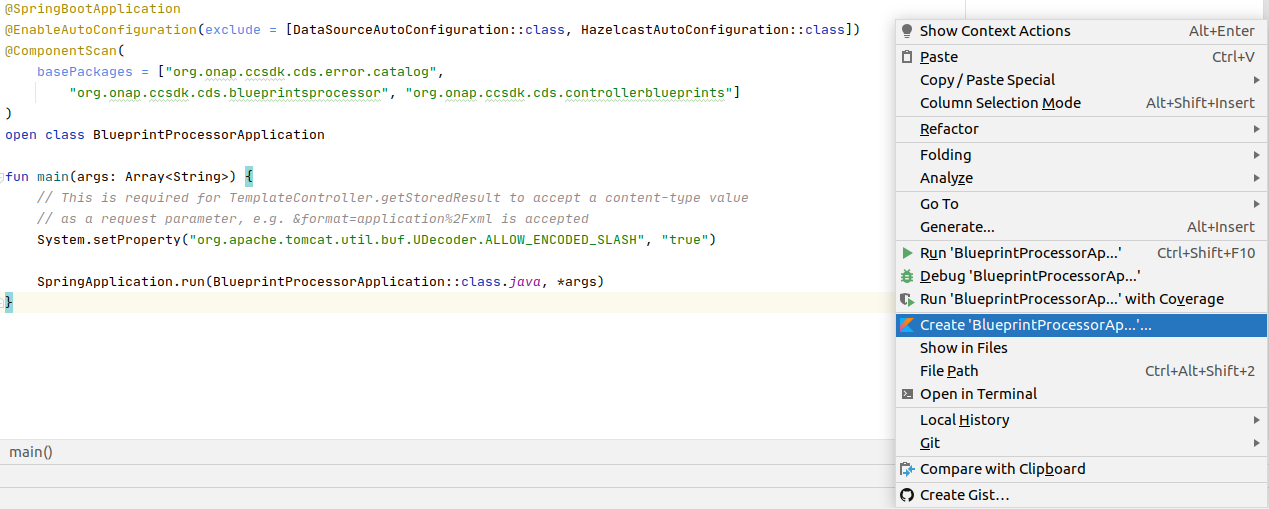 @SpringBootApplication
@EnableAutoConfiguration(exclude = [DataSourceAutoConfiguration::class, HazelcastAutoConfiguration::class])
@ComponentScan(
    basePackages = ["org.onap.ccsdk.cds.error.catalog",
        "org.onap.ccsdk.cds.blueprintsprocessor", "org.onap.ccsdk.cds.controllerblueprints"]
)
open class BlueprintProcessorApplication
fun main(args: Array<String>) {
    // This is required for TemplateController.getStoredResult to accept a content-type value
    // as a request parameter, e.g. &format=application%2Fxml is accepted
    System.setProperty("org.apache.tomcat.util.buf.UDecoder.ALLOW_ENCODED_SLASH", "true")
    SpringApplication.run(BlueprintProcessorApplication::class.java, *args)
}
main()
Show Context Actions Alt+Enter
Paste Ctrl+V
Copy / Paste Special
Column Selection Mode Alt+Shift+Insert
Refactor
Folding
Analyze
Go To
Generate... Alt+Insert
Run 'BlueprintProcessorAp...' Ctrl+Shift+F10
Debug 'BlueprintProcessorAp...'
Run 'BlueprintProcessorAp...' with Coverage
Create 'BlueprintProcessorAp...'...
Show in Files
File Path Ctrl+Alt+Shift+2
Open in Terminal
Local History
Git
Compare with Clipboard
Create Gist...